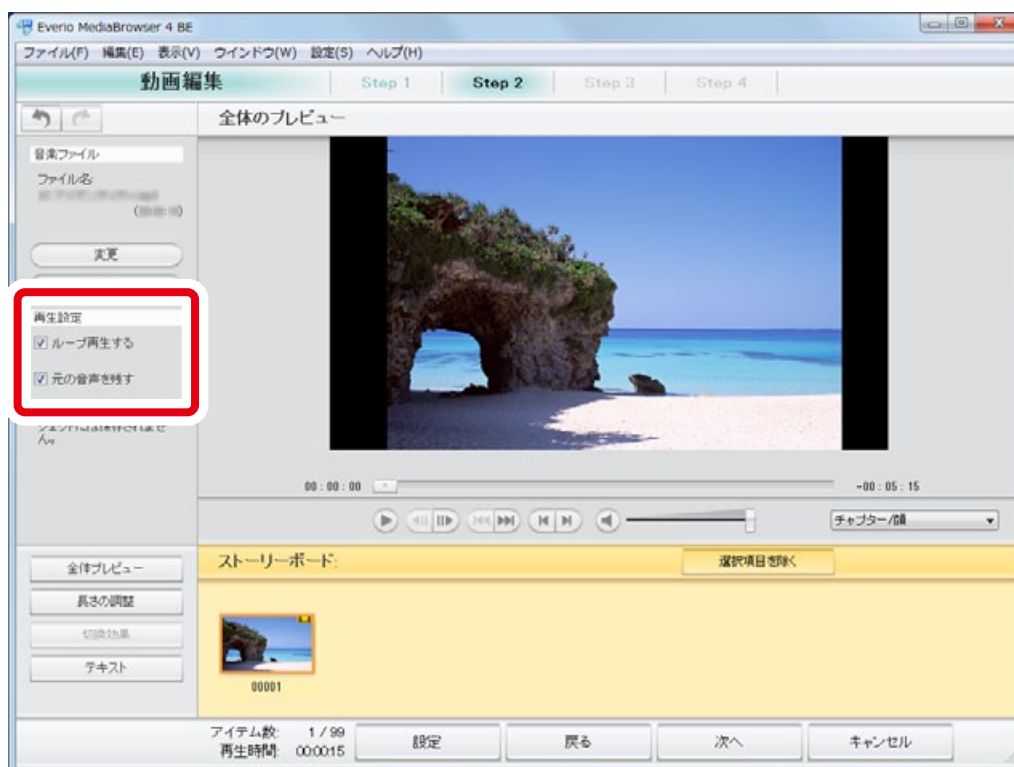 Everio MediaBrowser 4 BE
ファイル(F) 編集(E) 表示(V) ウインドウ(W) 設定(S) ヘルプ(H)
動画編集 Step 1 Step 2 Step 3 Step 4
全体のプレビュー
音楽ファイル
ファイル名
変更
再生設定
ループ再生する
元の音声を残す
ん。
00:00:00 -00:05:15
チャプター/顔
ストーリーボード: 選択項目を除く
全体プレビュー
長さの調整
切換効果
テキスト
00001
アイテム数: 1 / 99
再生時間: 00:00:15
設定 戻る 次へ キャンセル